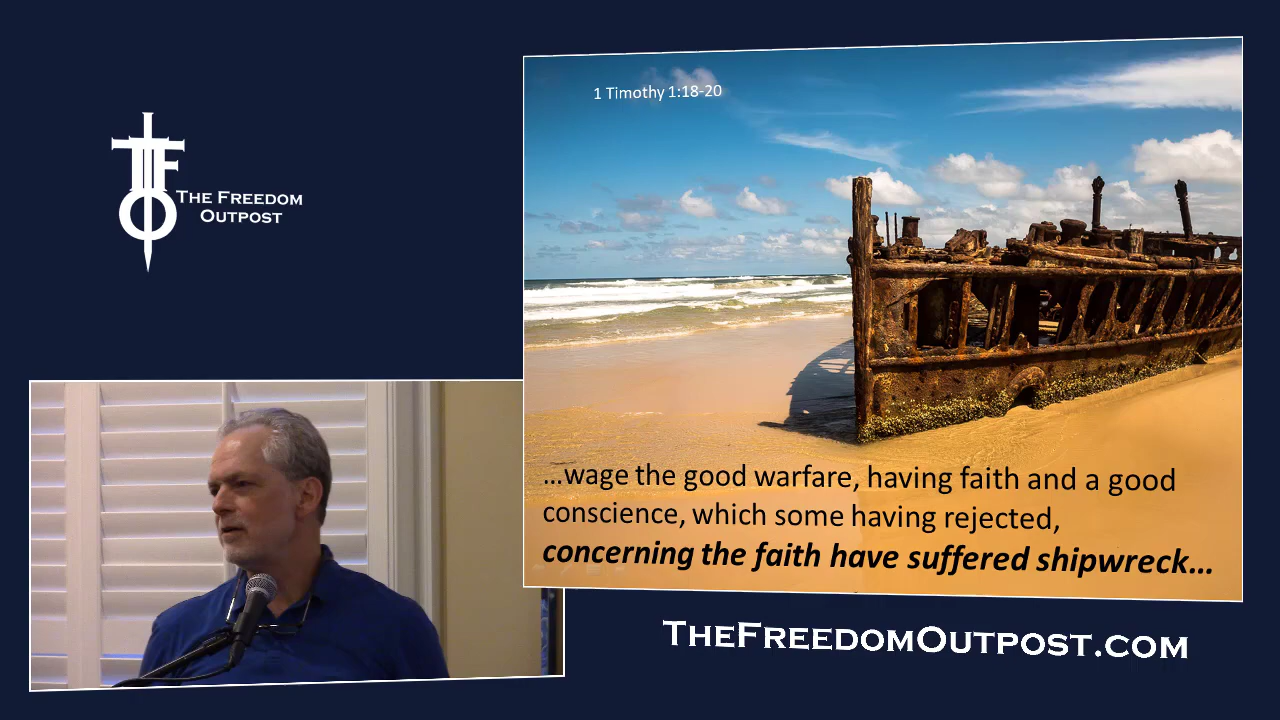 1 Timothy 1:18-20
The Freedom
Outpost
...wage the good warfare, having faith and a good
conscience, which some having rejected,
concerning the faith have suffered shipwreck...
TheFreedomOutpost.com